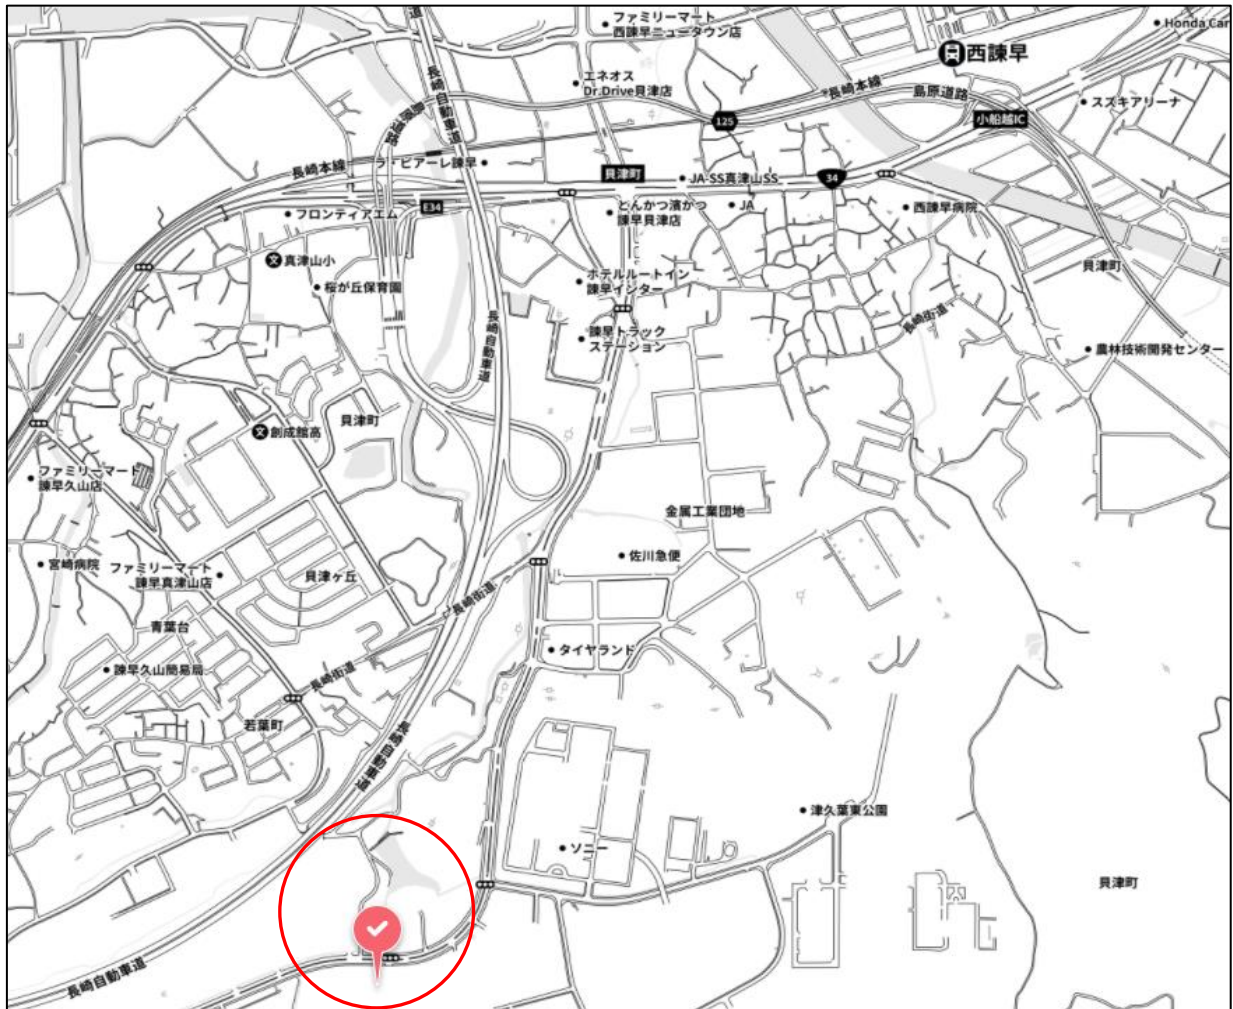 道
ファミリーマート
西諫早ニュータウン店
Honda Car
西諫早
エネオス
Dr.Drive貝津店
長崎自動車道
長崎本線
島原道路
スズキアリーナ
島原道路
125
小船越IC
長崎本線
ラ・ピアーレ諫早
貝津町
JA-SS真津山SS
34
E34
フロンティアエム
とんかつ濱かつ
諫早貝津店
JA
西諫早病院
文 真津山小
貝津町
桜が丘保育園
ホテルルートイン
諫早インター
長崎街道
長崎自動車道
諫早トラック
ステーション
農林技術開発センター
貝津町
文 創成館高
ファミリーマート
諫早久山店
金属工業団地
佐川急便
宮崎病院
ファミリーマート
諫早真津山店
貝津ヶ丘
長崎街道
青葉台
タイヤランド
諫早久山簡易局
長崎街道
若葉町
長崎自動車道
津久葉東公園
ソニー
貝津町
長崎自動車道